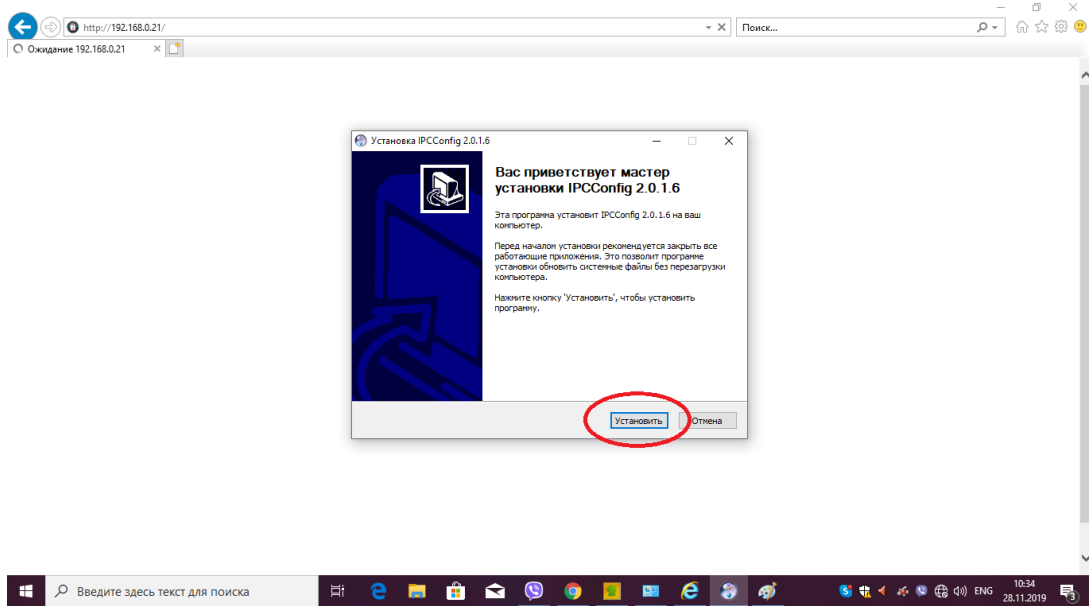 http://192.168.0.21/
Поиск...
Ожидание 192.168.0.21
Установка IPCConfig 2.0.1.6
Вас приветствует мастер
установки IPCConfig 2.0.1.6
Эта программа установит IPCConfig 2.0.1.6 на ваш
компьютер.
Перед началом установки рекомендуется закрыть все
работающие приложения. Это позволит программе
установки обновить системные файлы без перезагрузки
компьютера.
Нажмите кнопку 'Установить', чтобы установить
программу.
Установить
Отмена
Введите здесь текст для поиска
ENG
10:34
28.11.2019
3